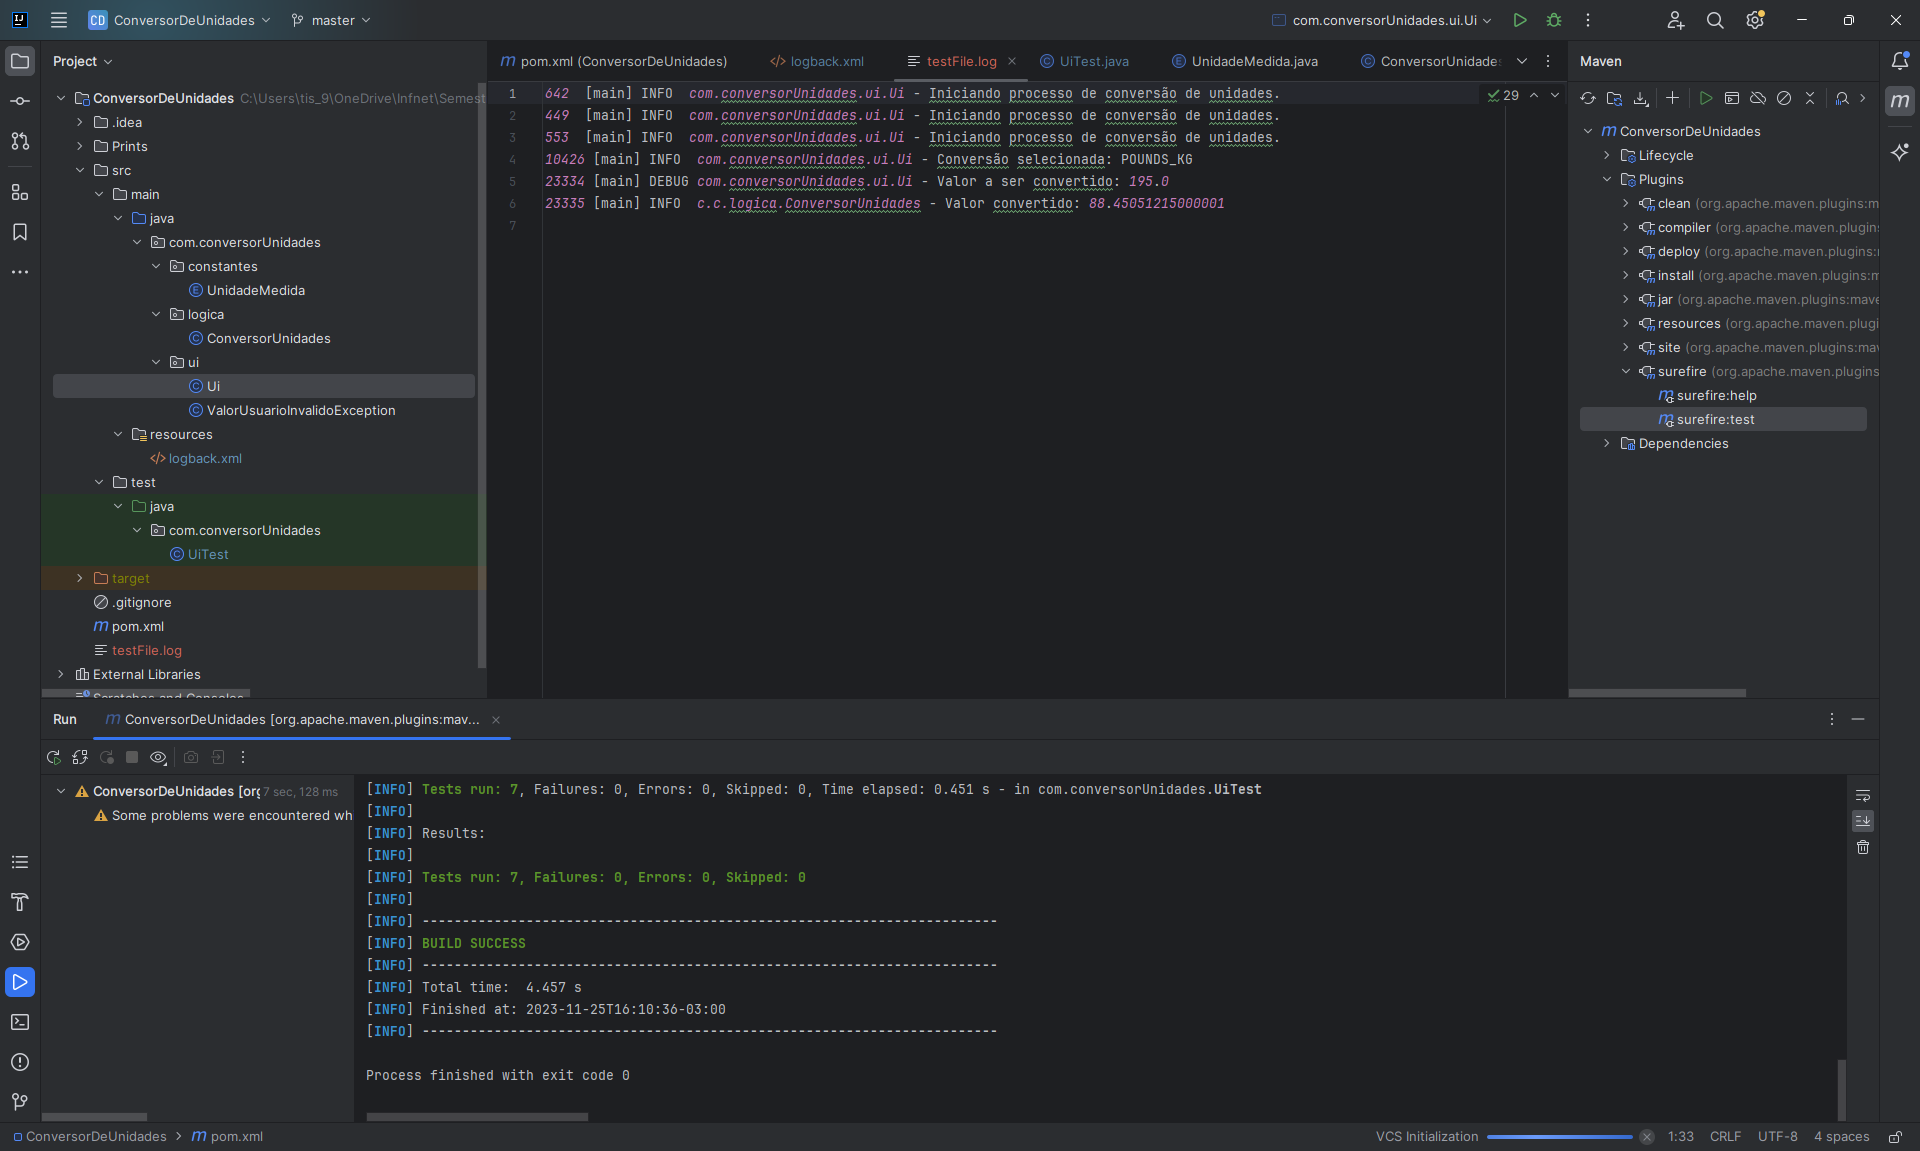 CD ConversorDeUnidades master com.conversorUnidades.ui.Ui
Project
ConversorDeUnidades C:\Users\tis_9\OneDrive\Infnet\Semest
.idea
Prints
src
main
java
com.conversorUnidades
constantes
UnidadeMedida
logica
ConversorUnidades
ui
Ui
ValorUsuarioInvalidoException
resources
logback.xml
test
java
com.conversorUnidades
UiTest
target
.gitignore
pom.xml
testFile.log
External Libraries
Scratches and Consoles
pom.xml (ConversorDeUnidades) logback.xml testFile.log UiTest.java UnidadeMedida.java ConversorUnidades
1 642 [main] INFO com.conversorUnidades.ui.Ui - Iniciando processo de conversão de unidades. 29
2 449 [main] INFO com.conversorUnidades.ui.Ui - Iniciando processo de conversão de unidades.
3 553 [main] INFO com.conversorUnidades.ui.Ui - Iniciando processo de conversão de unidades.
4 10426 [main] INFO com.conversorUnidades.ui.Ui - Conversão selecionada: POUNDS_KG
5 23334 [main] DEBUG com.conversorUnidades.ui.Ui - Valor a ser convertido: 195.0
6 23335 [main] INFO c.c.logica.ConversorUnidades - Valor convertido: 88.45051215000001
7
Maven
ConversorDeUnidades
Lifecycle
Plugins
clean (org.apache.maven.plugins:m
compiler (org.apache.maven.plugin
deploy (org.apache.maven.plugins:
install (org.apache.maven.plugins:m
jar (org.apache.maven.plugins:mave
resources (org.apache.maven.plugi
site (org.apache.maven.plugins:mav
surefire (org.apache.maven.plugins
surefire:help
surefire:test
Dependencies
Run ConversorDeUnidades [org.apache.maven.plugins:mav...
ConversorDeUnidades [org 7 sec, 128 ms
Some problems were encountered wh
[INFO] Tests run: 7, Failures: 0, Errors: 0, Skipped: 0, Time elapsed: 0.451 s - in com.conversorUnidades.UiTest
[INFO]
[INFO] Results:
[INFO]
[INFO] Tests run: 7, Failures: 0, Errors: 0, Skipped: 0
[INFO]
[INFO] ------------------------------------------------------------------------
[INFO] BUILD SUCCESS
[INFO] ------------------------------------------------------------------------
[INFO] Total time:  4.457 s
[INFO] Finished at: 2023-11-25T16:10:36-03:00
[INFO] ------------------------------------------------------------------------
Process finished with exit code 0
ConversorDeUnidades > pom.xml VCS Initialization 1:33 CRLF UTF-8 4 spaces